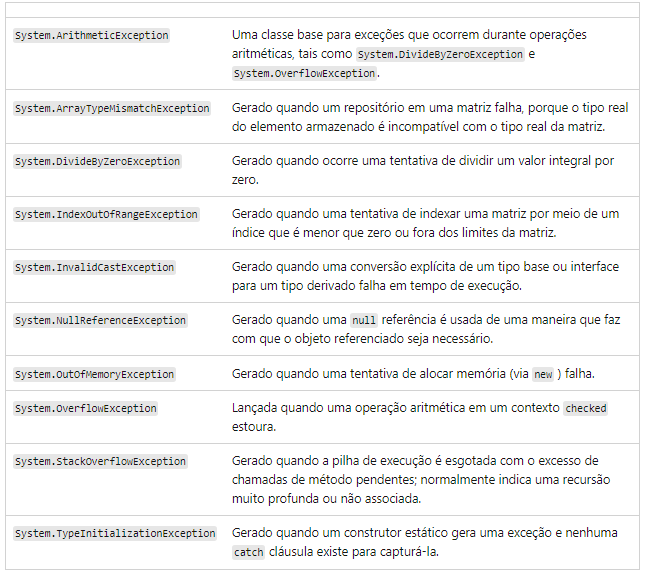 System.ArithmeticException
Uma classe base para exceções que ocorrem durante operações
aritméticas, tais como System.DivideByZeroException e
System.OverflowException.
System.ArrayTypeMismatchException
Gerado quando um repositório em uma matriz falha, porque o tipo real
do elemento armazenado é incompatível com o tipo real da matriz.
System.DivideByZeroException
Gerado quando ocorre uma tentativa de dividir um valor integral por
zero.
System.IndexOutOfRangeException
Gerado quando uma tentativa de indexar uma matriz por meio de um
índice que é menor que zero ou fora dos limites da matriz.
System.InvalidCastException
Gerado quando uma conversão explícita de um tipo base ou interface
para um tipo derivado falha em tempo de execução.
System.NullReferenceException
Gerado quando uma null referência é usada de uma maneira que faz
com que o objeto referenciado seja necessário.
System.OutOfMemoryException
Gerado quando uma tentativa de alocar memória (via new ) falha.
System.OverflowException
Lançada quando uma operação aritmética em um contexto checked
estoura.
System.StackOverflowException
Gerado quando a pilha de execução é esgotada com o excesso de
chamadas de método pendentes; normalmente indica uma recursão
muito profunda ou não associada.
System.TypeInitializationException
Gerado quando um construtor estático gera uma exceção e nenhuma
catch cláusula existe para capturá-la.